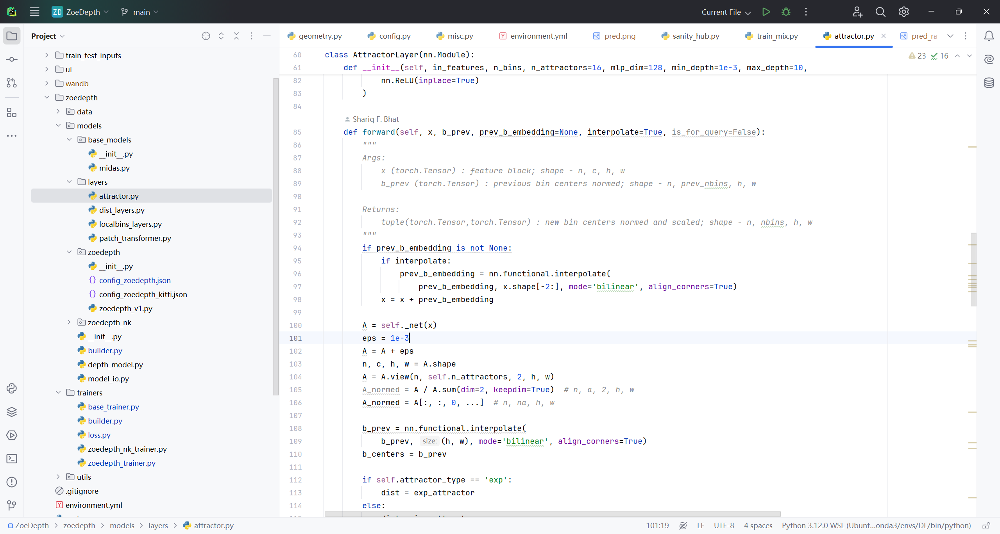 PC
ZD ZoeDepth main Current File
Project
geometry.py config.py misc.py environment.yml pred.png sanity_hub.py train_mix.py attractor.py pred_ra
train_test_inputs
ui
wandb
zoedepth
data
models
base_models
__init__.py
midas.py
layers
attractor.py
dist_layers.py
localbins_layers.py
patch_transformer.py
zoedepth
__init__.py
config_zoedepth.json
config_zoedepth_kitti.json
zoedepth_v1.py
zoedepth_nk
__init__.py
builder.py
depth_model.py
model_io.py
trainers
base_trainer.py
builder.py
loss.py
zoedepth_nk_trainer.py
zoedepth_trainer.py
utils
.gitignore
environment.yml
23 16
60 class AttractorLayer(nn.Module):
61 def __init__(self, in_features, n_bins, n_attractors=16, mlp_dim=128, min_depth=1e-3, max_depth=10,
82 nn.ReLU(inplace=True)
83 )
84
Shariq F. Bhat
85 def forward(self, x, b_prev, prev_b_embedding=None, interpolate=True, is_for_query=False):
86 """
87 Args:
88 x (torch.Tensor) : feature block; shape - n, c, h, w
89 b_prev (torch.Tensor) : previous bin centers normed; shape - n, prev_nbins, h, w
90
91 Returns:
92 tuple(torch.Tensor,torch.Tensor) : new bin centers normed and scaled; shape - n, nbins, h, w
93 """
94 if prev_b_embedding is not None:
95 if interpolate:
96 prev_b_embedding = nn.functional.interpolate(
97 prev_b_embedding, x.shape[-2:], mode='bilinear', align_corners=True)
98 x = x + prev_b_embedding
99
100 A = self._net(x)
101 eps = 1e-3
102 A = A + eps
103 n, c, h, w = A.shape
104 A = A.view(n, self.n_attractors, 2, h, w)
105 A_normed = A / A.sum(dim=2, keepdim=True) # n, a, 2, h, w
106 A_normed = A[:, :, 0, ...] # n, na, h, w
107
108 b_prev = nn.functional.interpolate(
109 b_prev, size: (h, w), mode='bilinear', align_corners=True)
110 b_centers = b_prev
111
112 if self.attractor_type == 'exp':
113 dist = exp_attractor
114 else:
ZoeDepth > zoedepth > models > layers > attractor.py 101:19 LF UTF-8 4 spaces Python 3.12.0 WSL (Ubunt...onda3/envs/DL/bin/python)